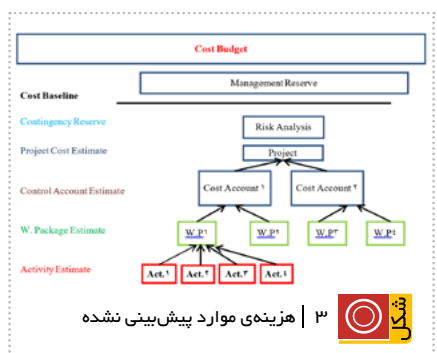 Cost Budget
Management Reserve
Cost Baseline
Contingency Reserve
Risk Analysis
Project Cost Estimate
Project
Control Account Estimate
Cost Account ۱
Cost Account ۲
W. Package Estimate
W.P۱
W.P۲
W.P۳
W.P٤
Activity Estimate
Act.۱
Act.۲
Act.۳
Act.٤
شکل
۳ | هزینه‌ی موارد پیش‌بینی نشده